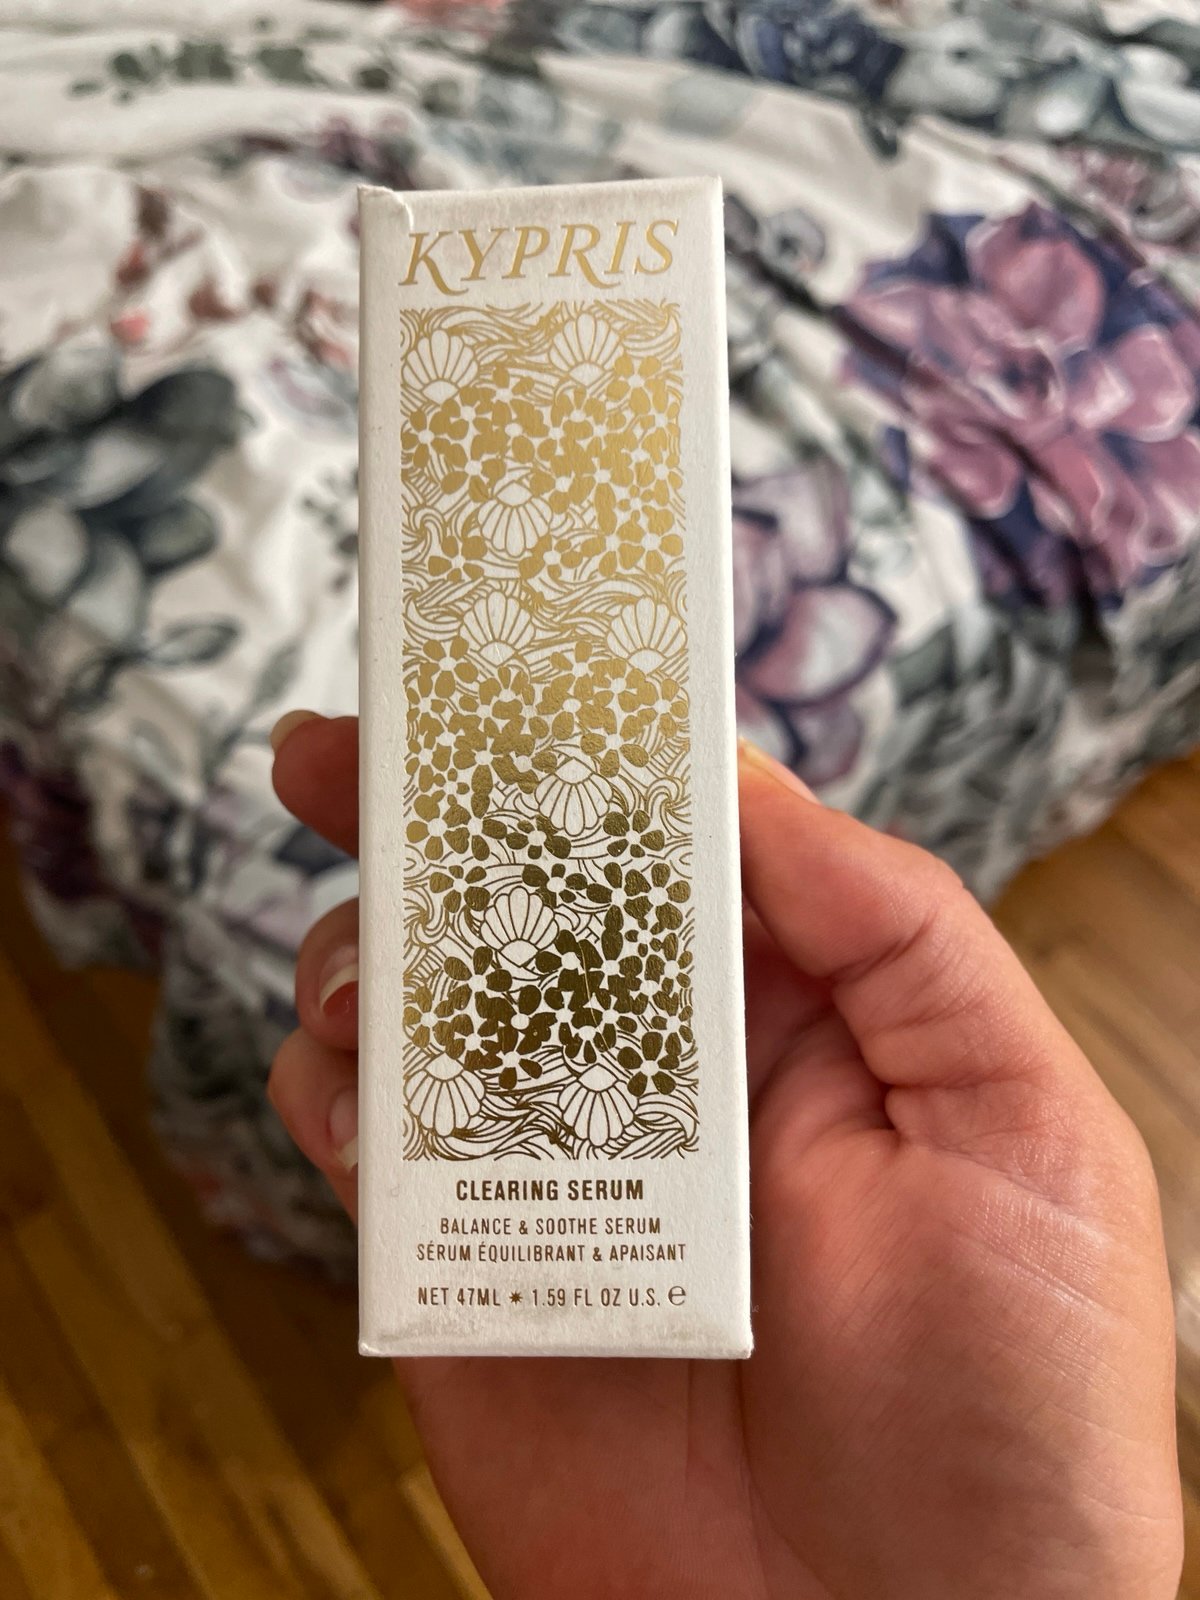 KYPRIS
CLEARING SERUM
BALANCE & SOOTHE SERUM
SÉRUM ÉQUILIBRANT & APAISANT
NET 47ML ✷ 1.59 FL OZ U.S. ℮